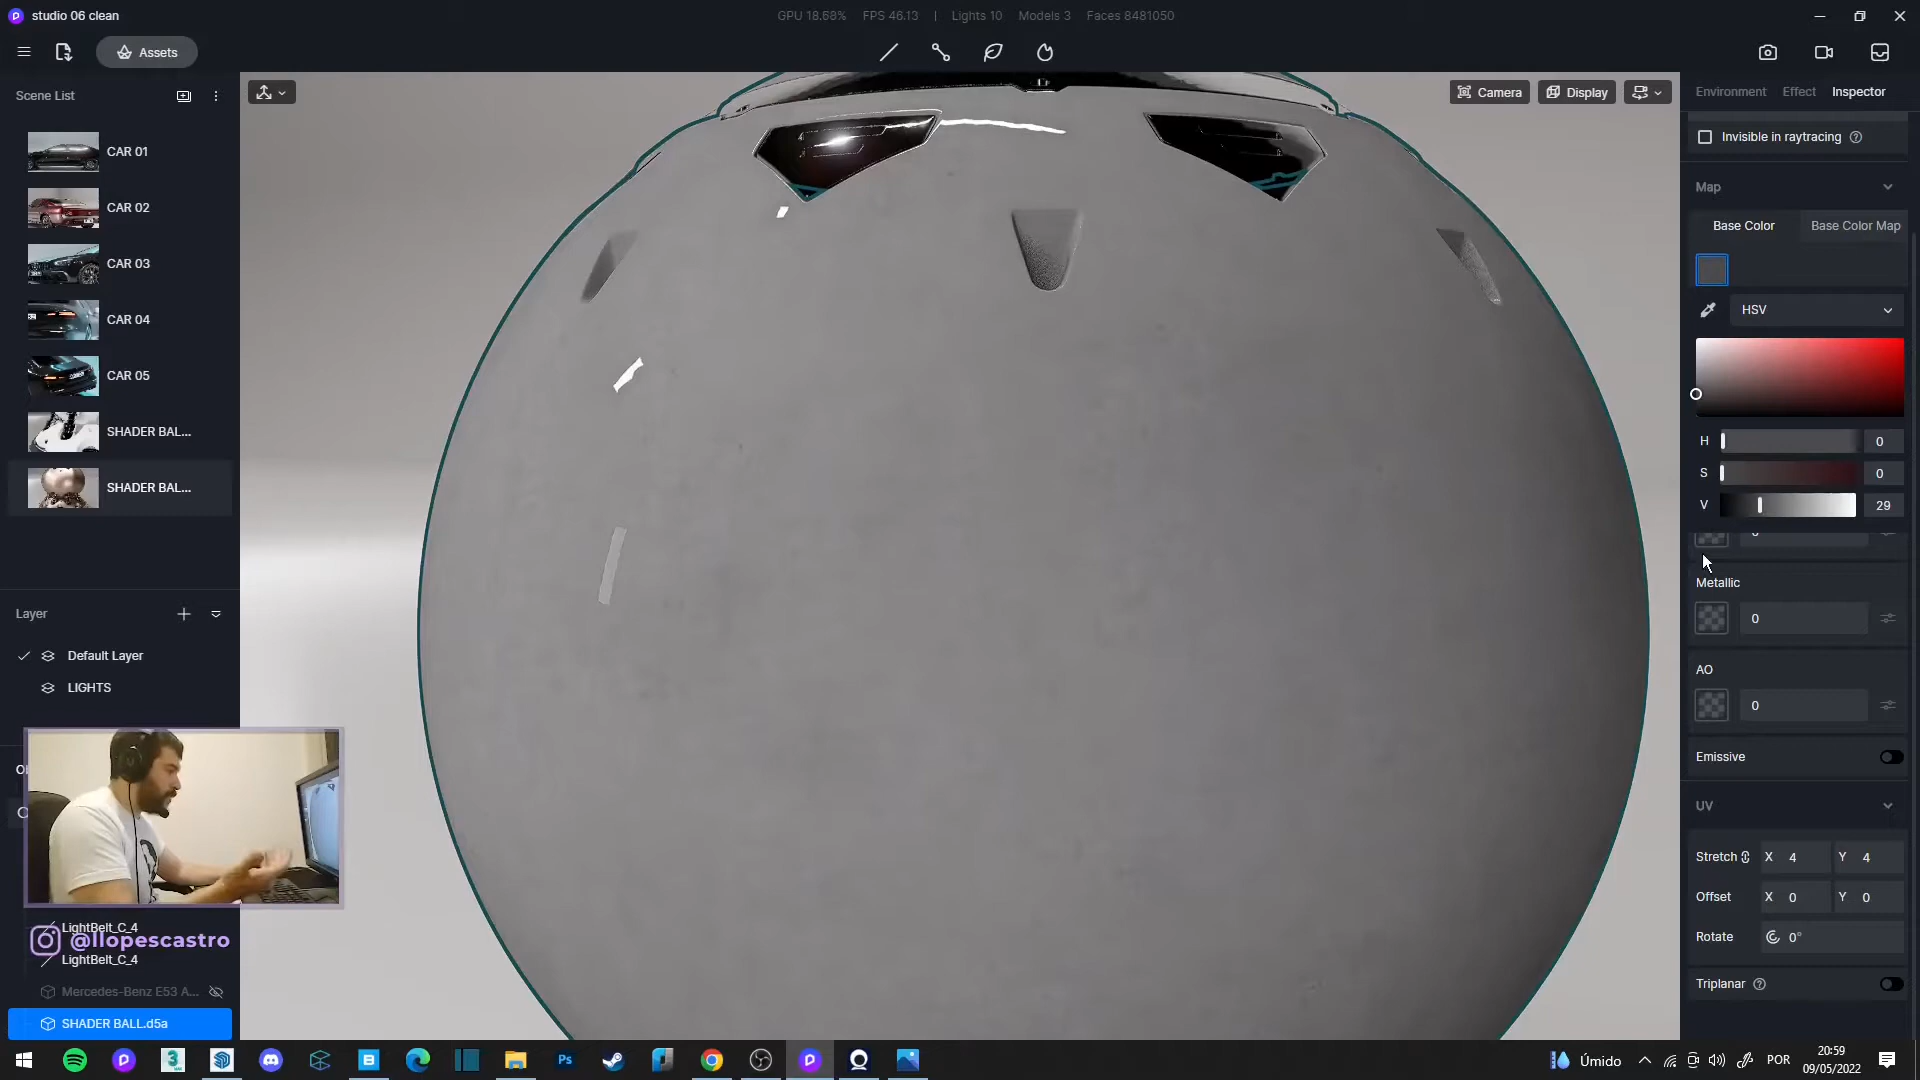 studio 06 clean
GPU 18.68% FPS 46.13 | Lights 10 Models 3 Faces 8481050
Assets
Scene List
CAR 01
CAR 02
CAR 03
CAR 04
CAR 05
SHADER BAL...
SHADER BAL...
Layer
Default Layer
LIGHTS
LightBelt_C_4
@llopescastro
LightBelt_C_4
Mercedes-Benz E53 A...
SHADER BALL.d5a
Camera
Display
Environment Effect Inspector
Invisible in raytracing
Map
Base Color Base Color Map
HSV
H 0
S 0
V 29
Metallic
0
AO
0
Emissive
UV
Stretch X 4 Y 4
Offset X 0 Y 0
Rotate 0°
Triplanar
Ps
Úmido
POR
20:59
09/05/2022